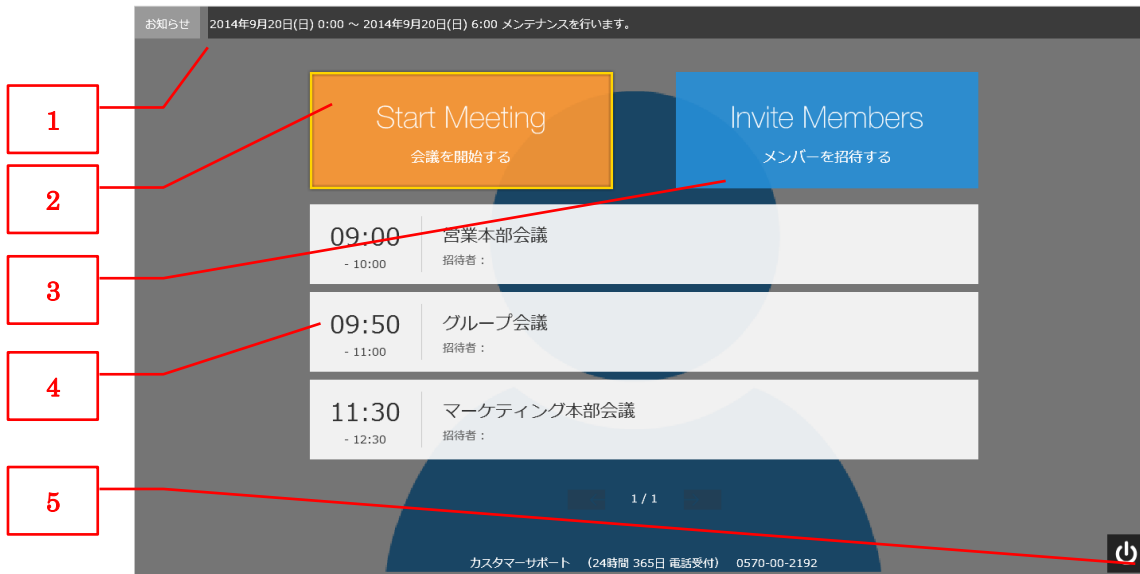 お知らせ 2014年9月20日(日) 0:00 ～ 2014年9月20日(日) 6:00 メンテナンスを行います。
1
2
3
4
5
Start Meeting
会議を開始する
Invite Members
メンバーを招待する
09:00
- 10:00
営業本部会議
招待者：
09:50
- 11:00
グループ会議
招待者：
11:30
- 12:30
マーケティング本部会議
招待者：
1 / 1
カスタマーサポート （24時間 365日 電話受付） 0570-00-2192